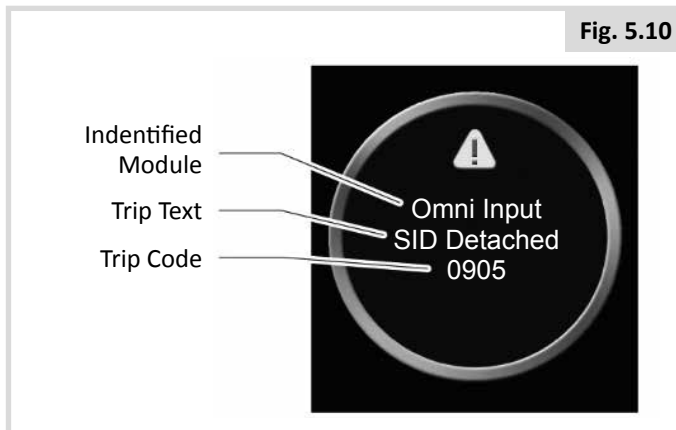 Fig. 5.10
Indentified
Module
Trip Text
Trip Code
Omni Input
SID Detached
0905